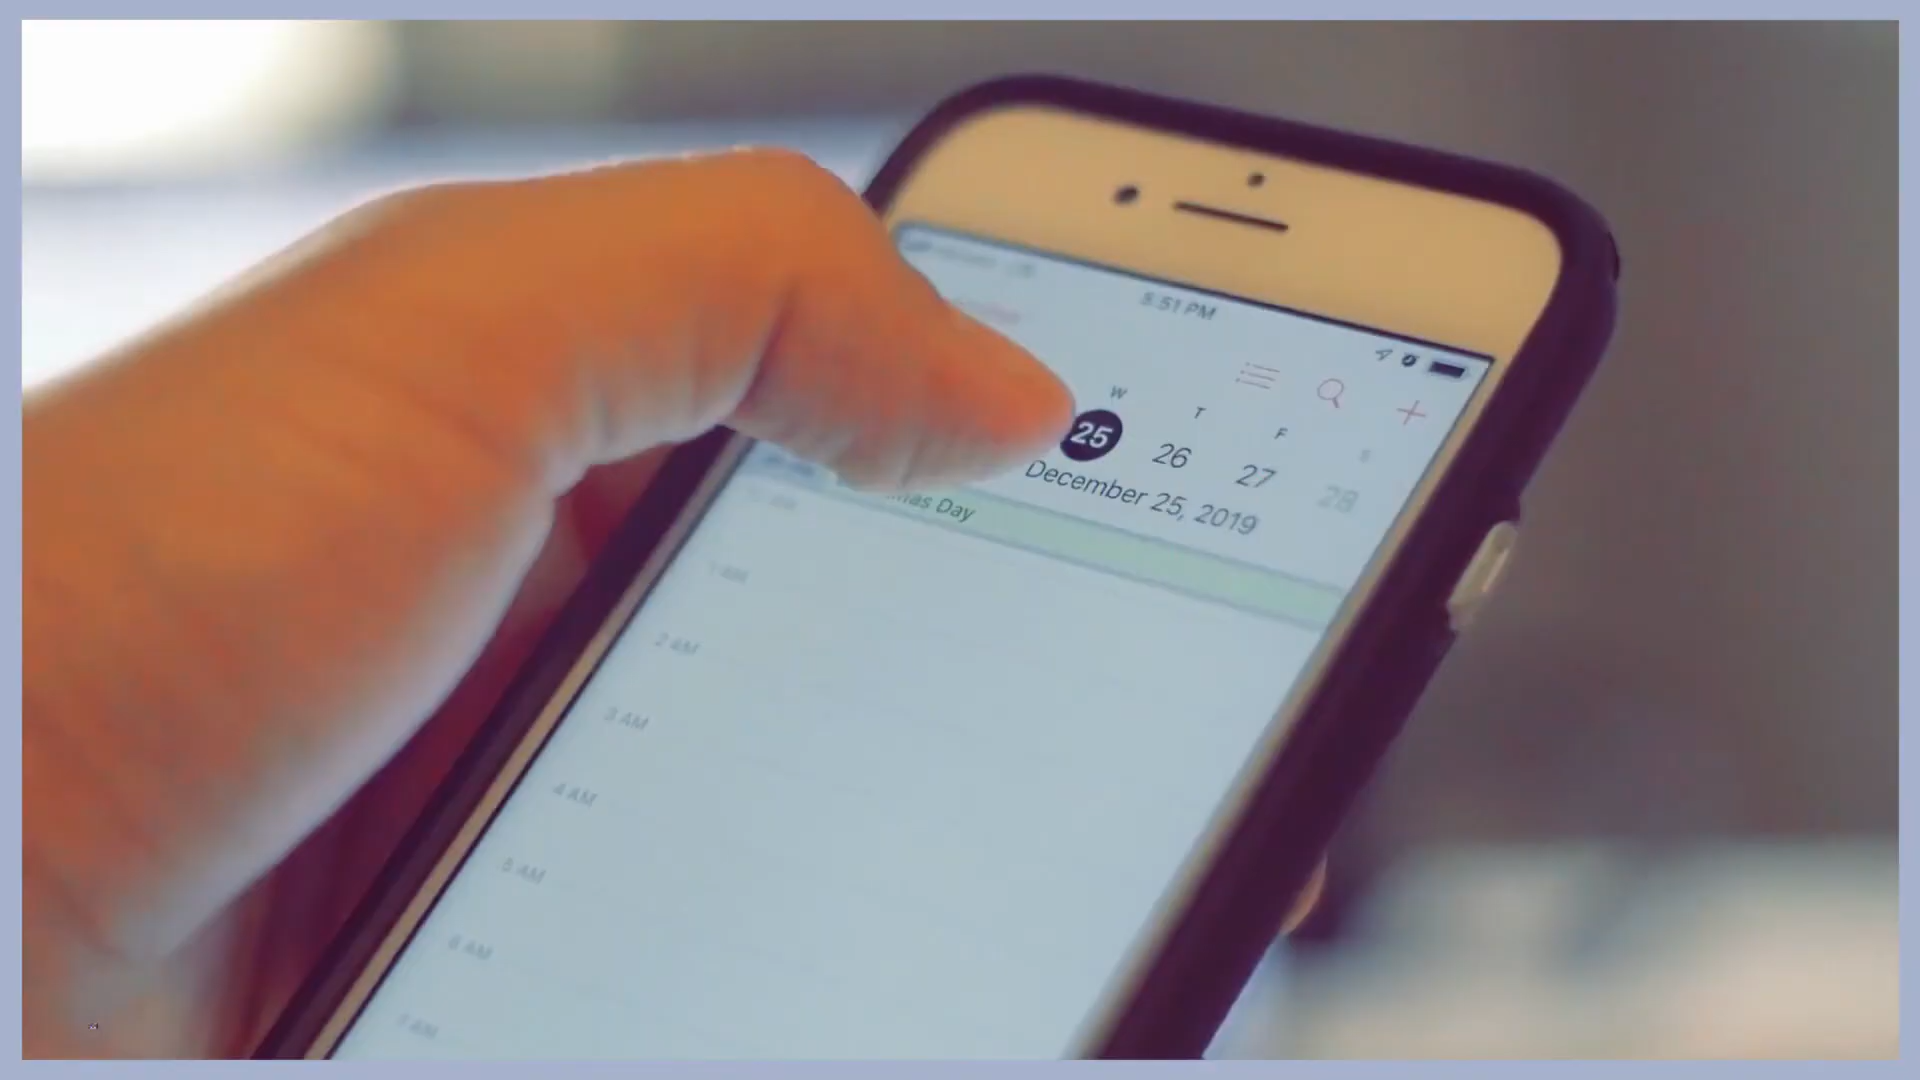 5:51 PM
W T F S
25 26 27 28
December 25, 2019
mas Day
1 AM
2 AM
3 AM
4 AM
5 AM
6 AM
7 AM